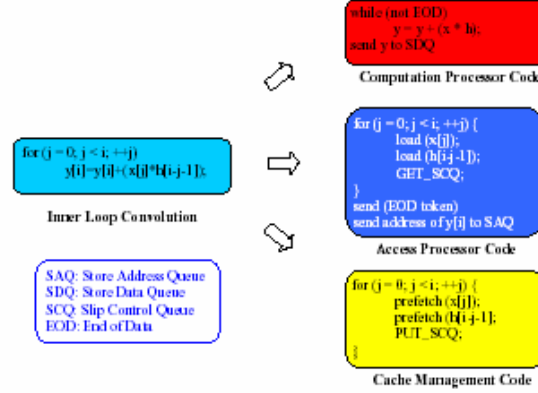 while (not EOD)
y = y + (x * h);
send y to SDQ
Computation Processor Code
for (j = 0; j < i; ++j)
y[i]=y[i]+(x[j]*h[i-j-1]);
Inner Loop Convolution
for (j = 0; j < i; ++j) {
load (x[j]);
load (h[i-j-1]);
GET_SCQ;
}
send (EOD token)
send address of y[i] to SAQ
Access Processor Code
SAQ: Store Address Queue
SDQ: Store Data Queue
SCQ: Slip Control Queue
EOD: End of Data
for (j = 0; j < i; ++j) {
prefetch (x[j]);
prefetch (h[i-j-1];
PUT_SCQ;
}
Cache Management Code